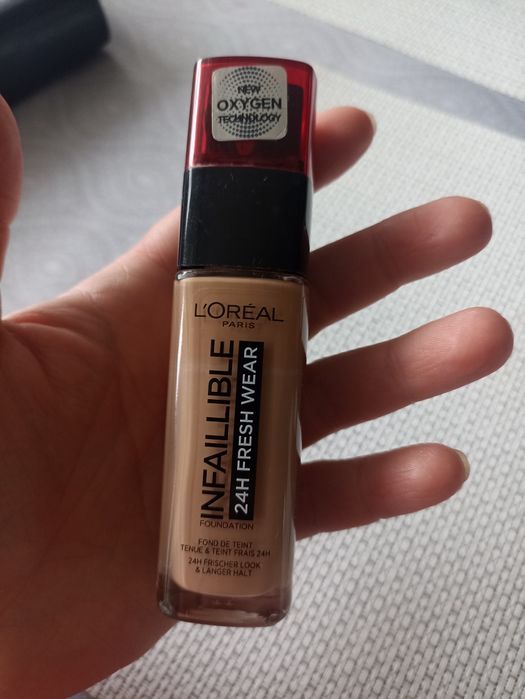 NEW
OXYGEN
TECHNOLOGY
L'ORÉAL
PARIS
INFAILLIBLE
24H FRESH WEAR
FOUNDATION
FOND DE TEINT
TENUE & TEINT FRAIS 24H
24H FRISCHER LOOK
& LANGER HALT